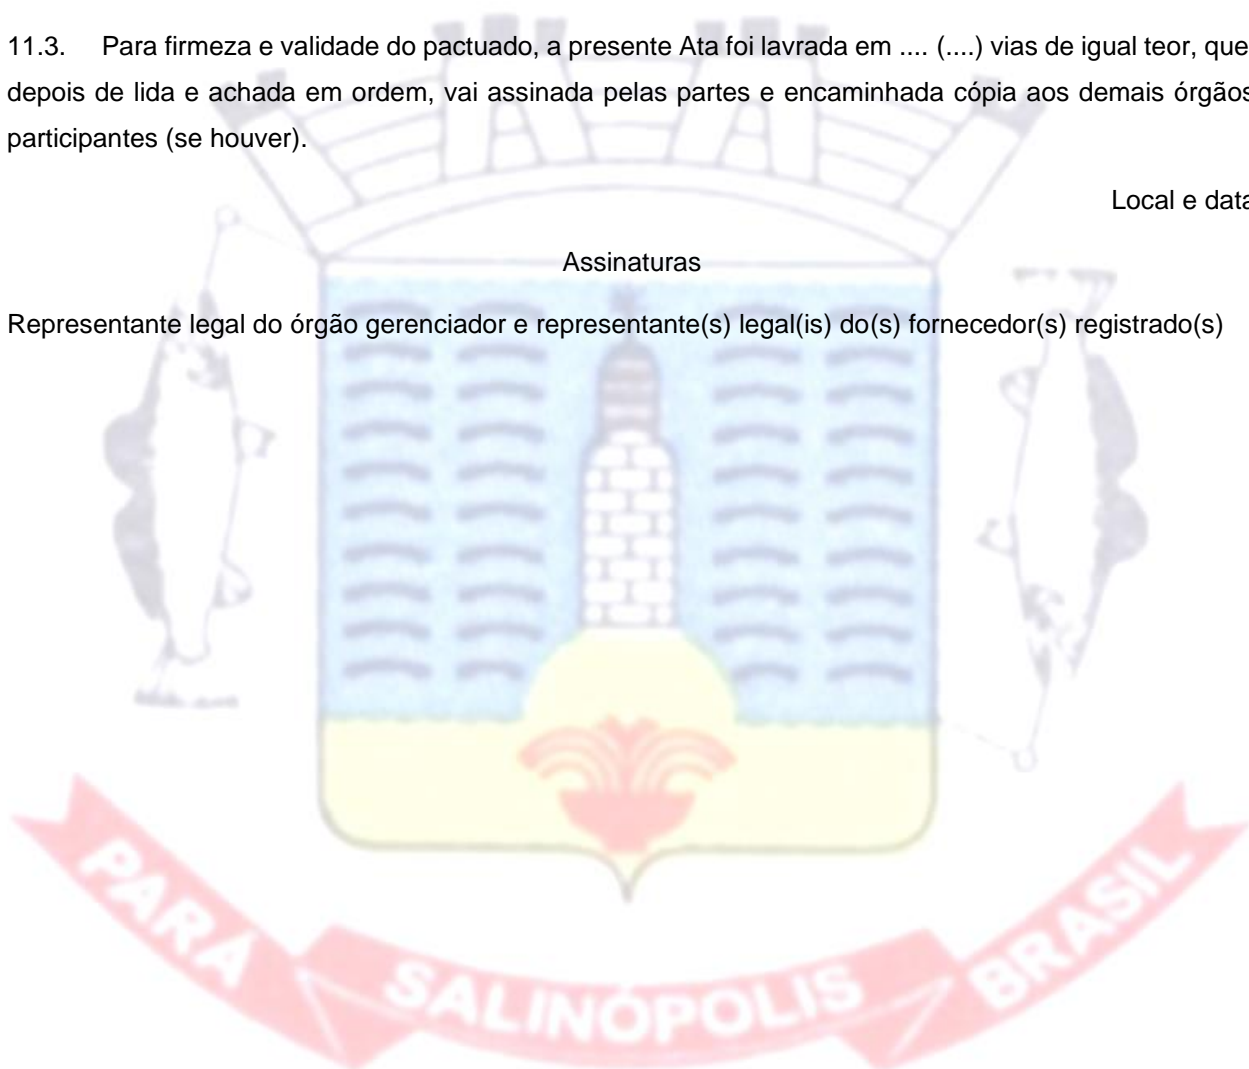 11.3. Para firmeza e validade do pactuado, a presente Ata foi lavrada em .... (....) vias de igual teor, que
depois de lida e achada em ordem, vai assinada pelas partes e encaminhada cópia aos demais órgãos
participantes (se houver).
Local e data
Assinaturas
Representante legal do órgão gerenciador e representante(s) legal(is) do(s) fornecedor(s) registrado(s)
PARÁ
SALINÓPOLIS
BRASIL